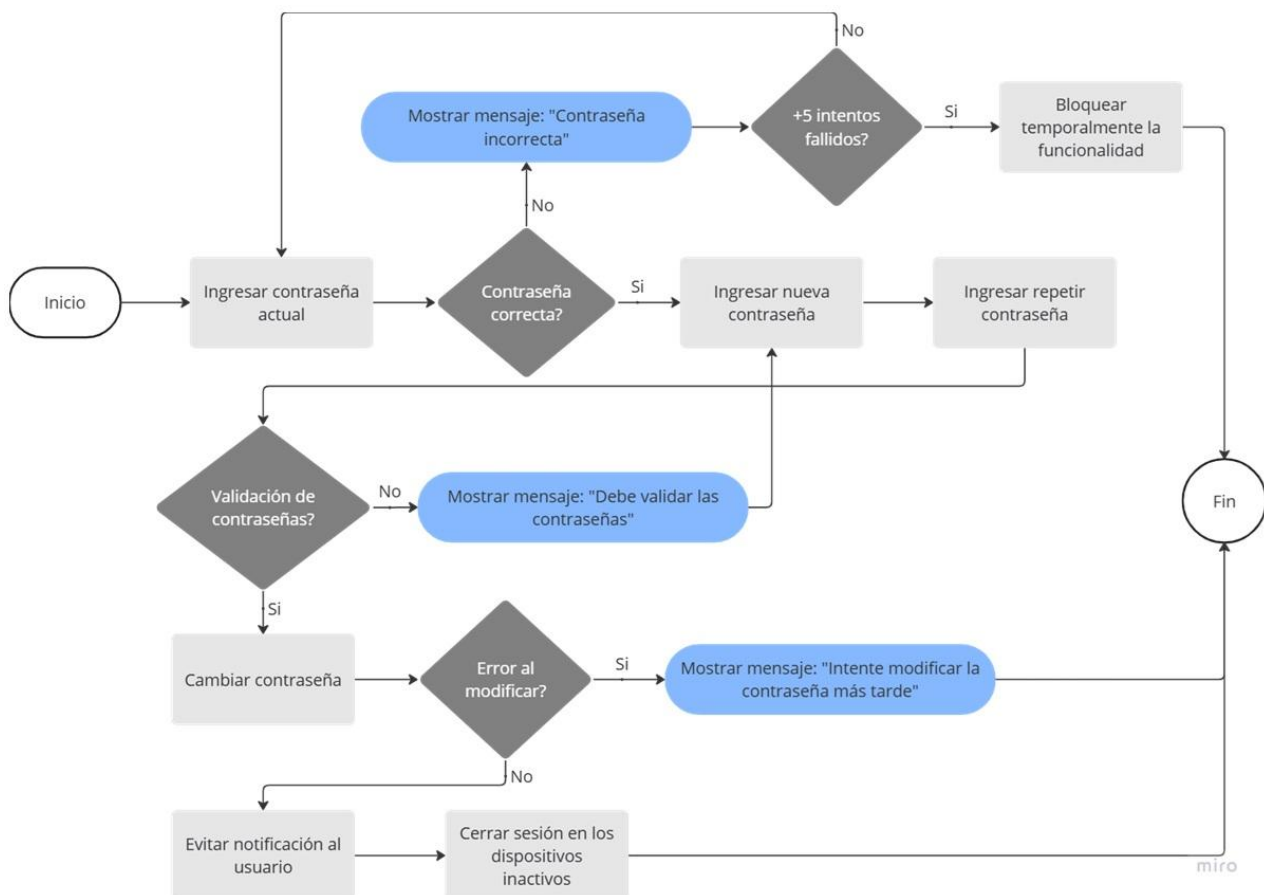 No
+5 intentos
fallidos?
Si
Bloquear
temporalmente la
funcionalidad
Mostrar mensaje: "Contraseña
incorrecta"
No
Inicio
Ingresar contraseña
actual
Contraseña
correcta?
Si
Ingresar nueva
contraseña
Ingresar repetir
contraseña
Validación de
contraseñas?
No
Mostrar mensaje: "Debe validar las
contraseñas"
Fin
Si
Cambiar contraseña
Error al
modificar?
Si
Mostrar mensaje: "Intente modificar la
contraseña más tarde"
No
Evitar notificación al
usuario
Cerrar sesión en los
dispositivos
inactivos
miro